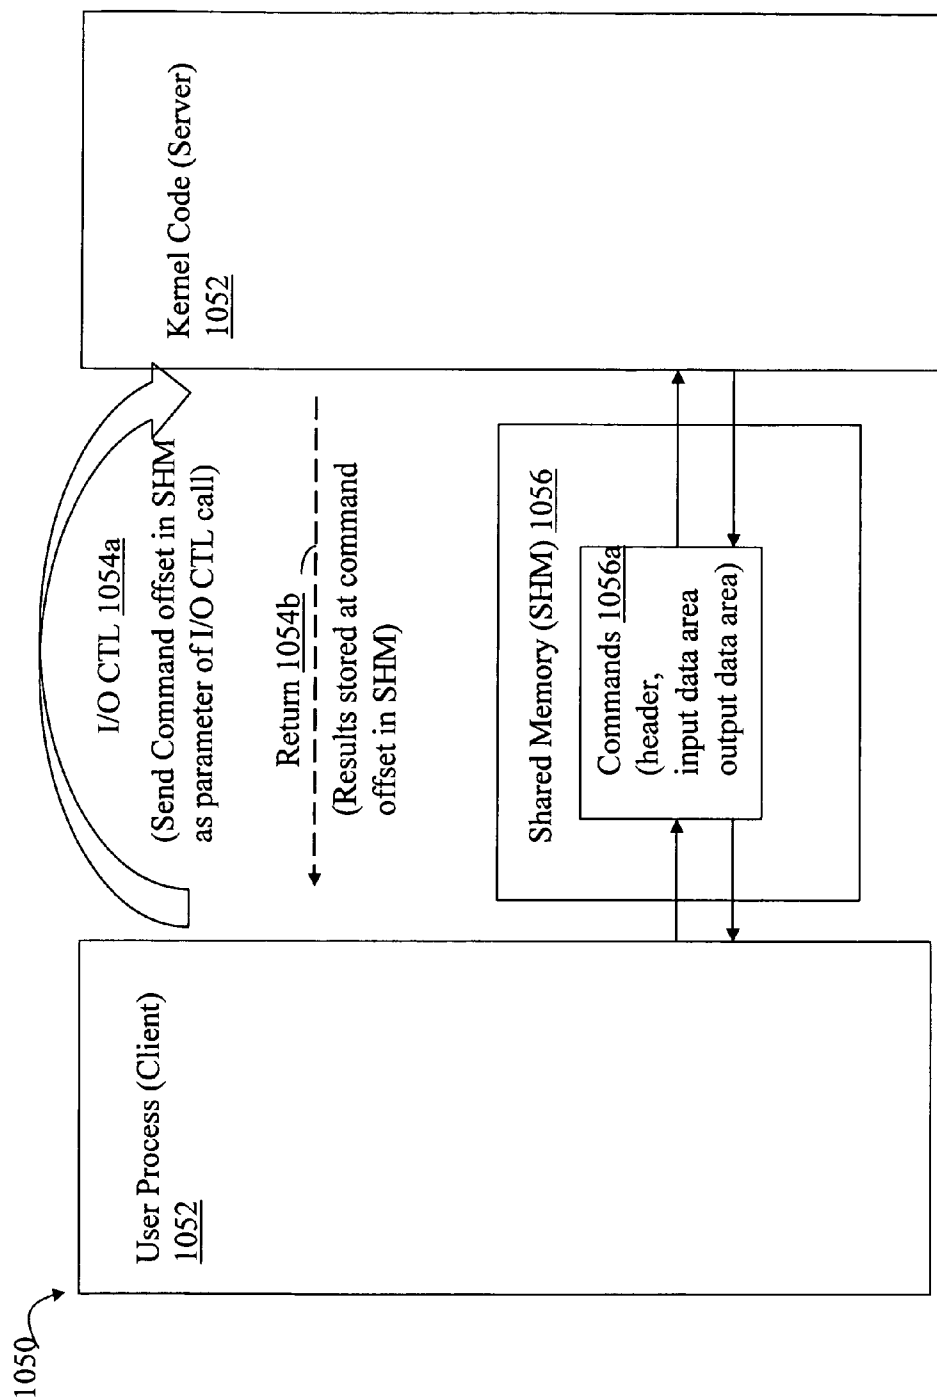 1050
User Process (Client)
1052
I/O CTL 1054a
(Send Command offset in SHM
as parameter of I/O CTL call)
Return 1054b
(Results stored at command
offset in SHM)
Shared Memory (SHM) 1056
Commands 1056a
(header,
input data area
output data area)
Kernel Code (Server)
1052